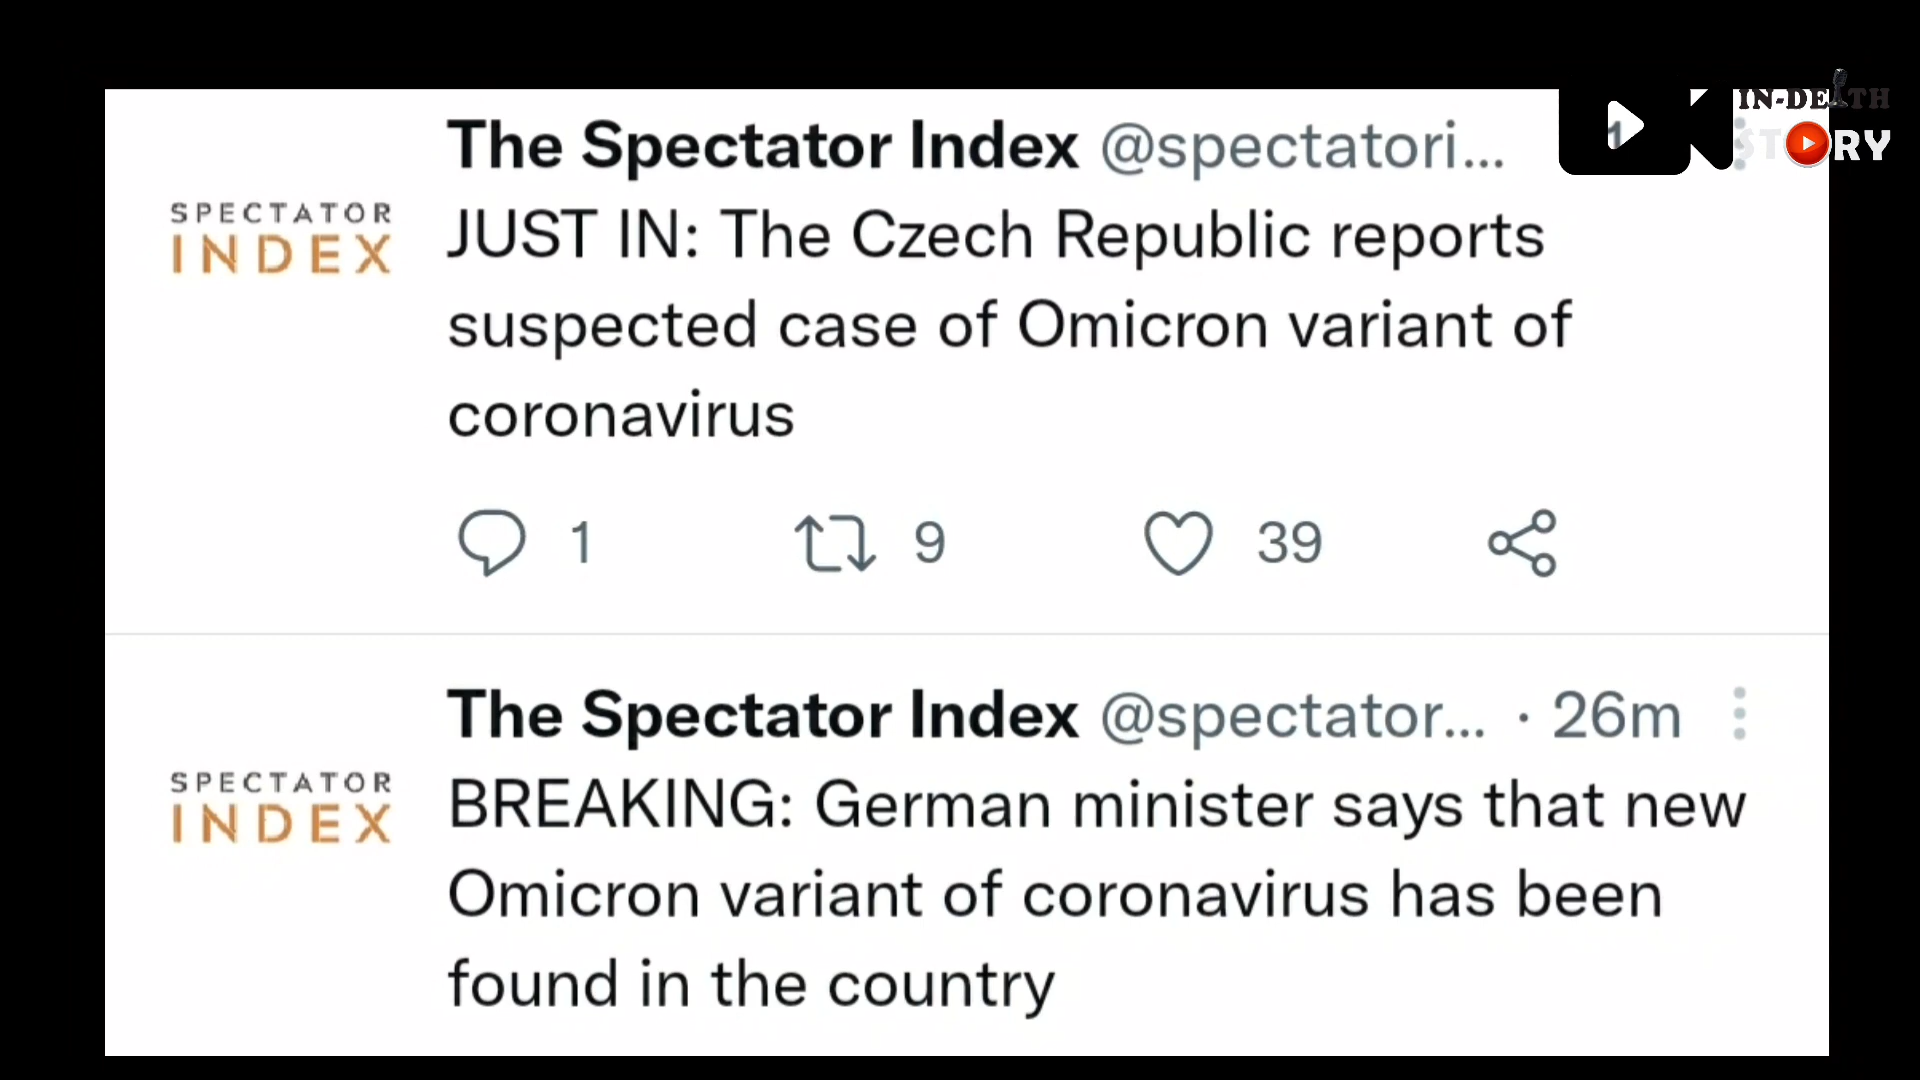 The Spectator Index @spectatori...
SPECTATOR
INDEX
JUST IN: The Czech Republic reports
suspected case of Omicron variant of
coronavirus
1 9 39
The Spectator Index @spectator... · 26m
SPECTATOR
INDEX
BREAKING: German minister says that new
Omicron variant of coronavirus has been
found in the country
IN-DEPTH
STORY